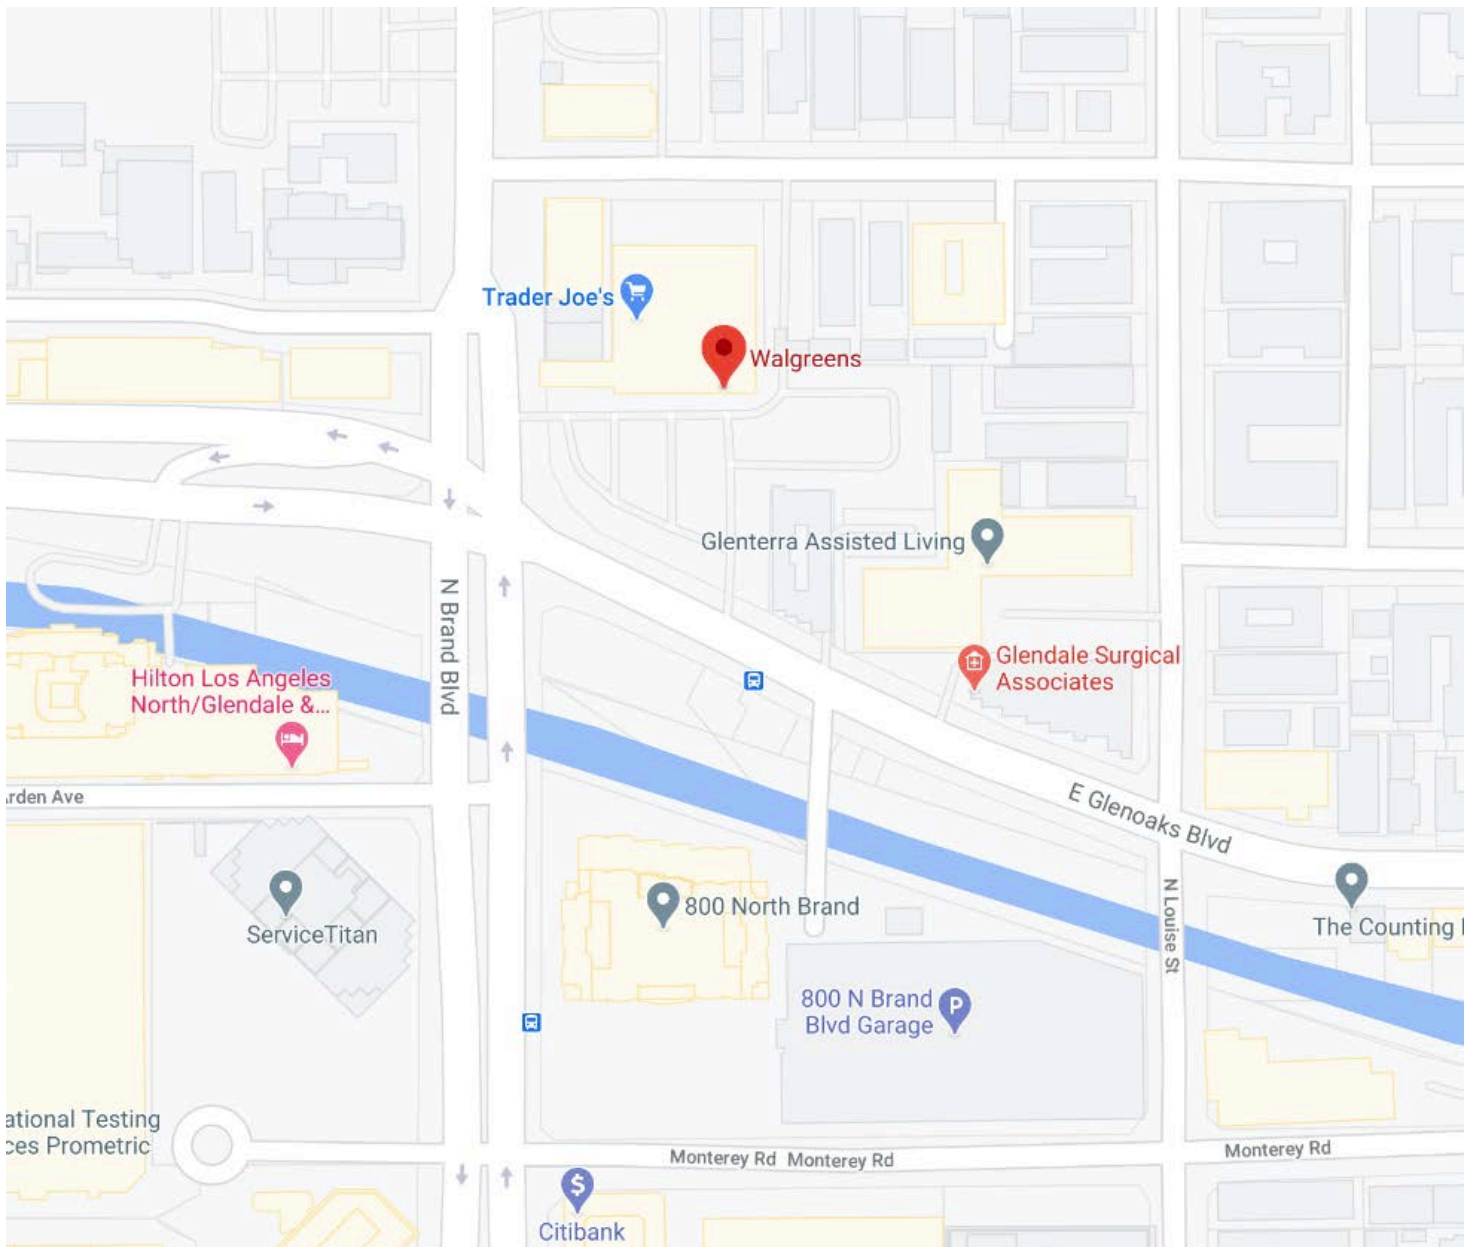 Trader Joe's
Walgreens
Glenterra Assisted Living
N Brand Blvd
Glendale Surgical
Associates
Hilton Los Angeles
North/Glendale &...
E Glenoaks Blvd
rden Ave
800 North Brand
N Louise St
The Counting
ServiceTitan
800 N Brand
Blvd Garage
P
ational Testing
ces Prometric
Monterey Rd Monterey Rd
Monterey Rd
$
Citibank